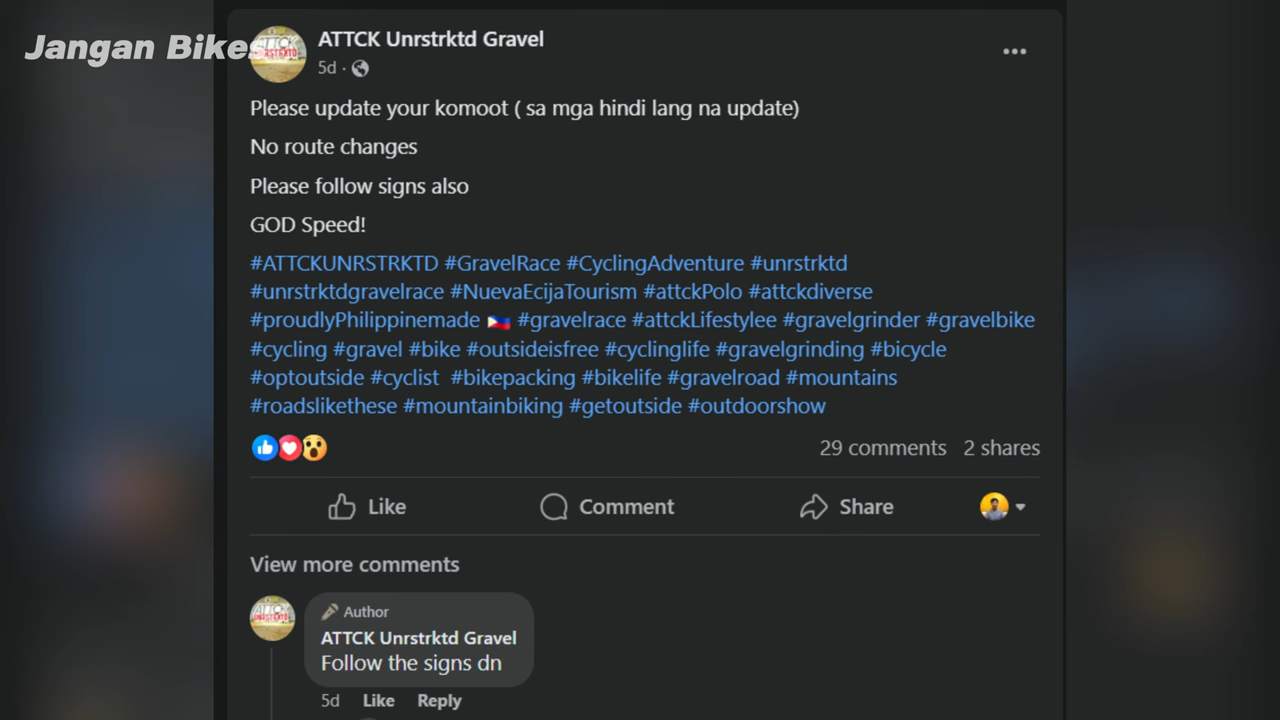 Jangan Bikes
ATTCK Unrstrktd Gravel
5d ·
Please update your komoot ( sa mga hindi lang na update)
No route changes
Please follow signs also
GOD Speed!
#ATTCKUNRSTRKTD #GravelRace #CyclingAdventure #unrstrktd
#unrstrktdgravelrace #NuevaEcijaTourism #attckPolo #attckdiverse
#proudlyPhilippinemade 🇵🇭 #gravelrace #attckLifestylee #gravelgrinder #gravelbike
#cycling #gravel #bike #outsideisfree #cyclinglife #gravelgrinding #bicycle
#optoutside #cyclist #bikepacking #bikelife #gravelroad #mountains
#roadslikethese #mountainbiking #getoutside #outdoorshow
29 comments 2 shares
Like Comment Share
View more comments
Author
ATTCK Unrstrktd Gravel
Follow the signs dn
5d Like Reply